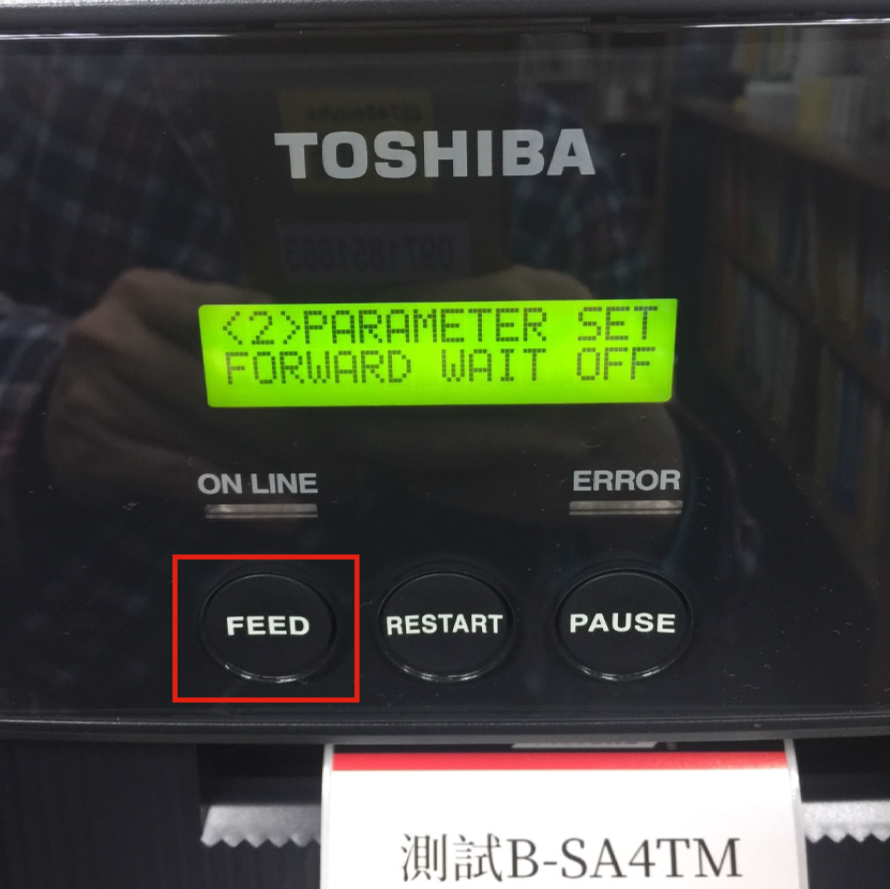 TOSHIBA
<2>PARAMETER SET
FORWARD WAIT OFF
ON LINE
ERROR
FEED
RESTART
PAUSE
測試B-SA4TM